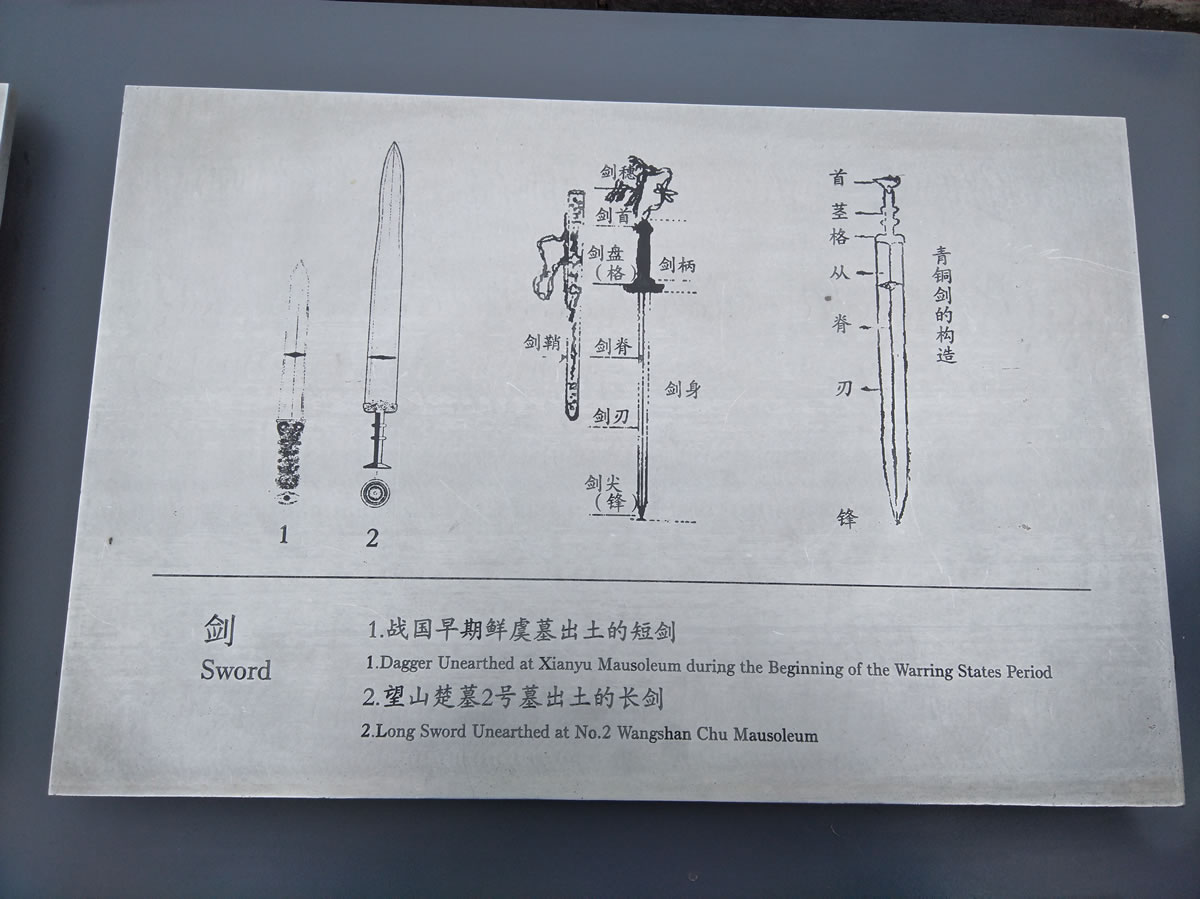 1
2
剑穗
剑首
剑盘
(格)
剑柄
剑鞘
剑脊
剑身
剑刃
剑尖
(锋)
首
茎
格
从
脊
刃
锋
青铜剑的构造
剑
Sword
1.战国早期鲜虞墓出土的短剑
1.Dagger Unearthed at Xianyu Mausoleum during the Beginning of the Warring States Period
2.望山楚墓2号墓出土的长剑
2.Long Sword Unearthed at No.2 Wangshan Chu Mausoleum